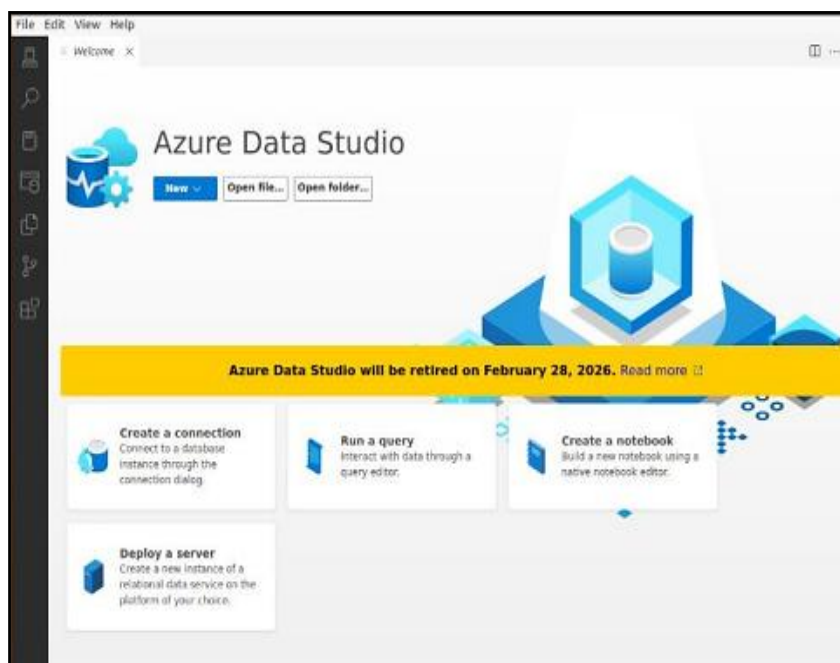 File Edit View Help
Welcome
Azure Data Studio
New
Open file...
Open folder...
Azure Data Studio will be retired on February 28, 2026. Read more
Create a connection
Connect to a database
instance through the
connection dialog.
Run a query
Interact with data through a
query editor.
Create a notebook
Build a new notebook using a
native notebook editor.
Deploy a server
Create a new instance of a
relational data service on the
platform of your choice.